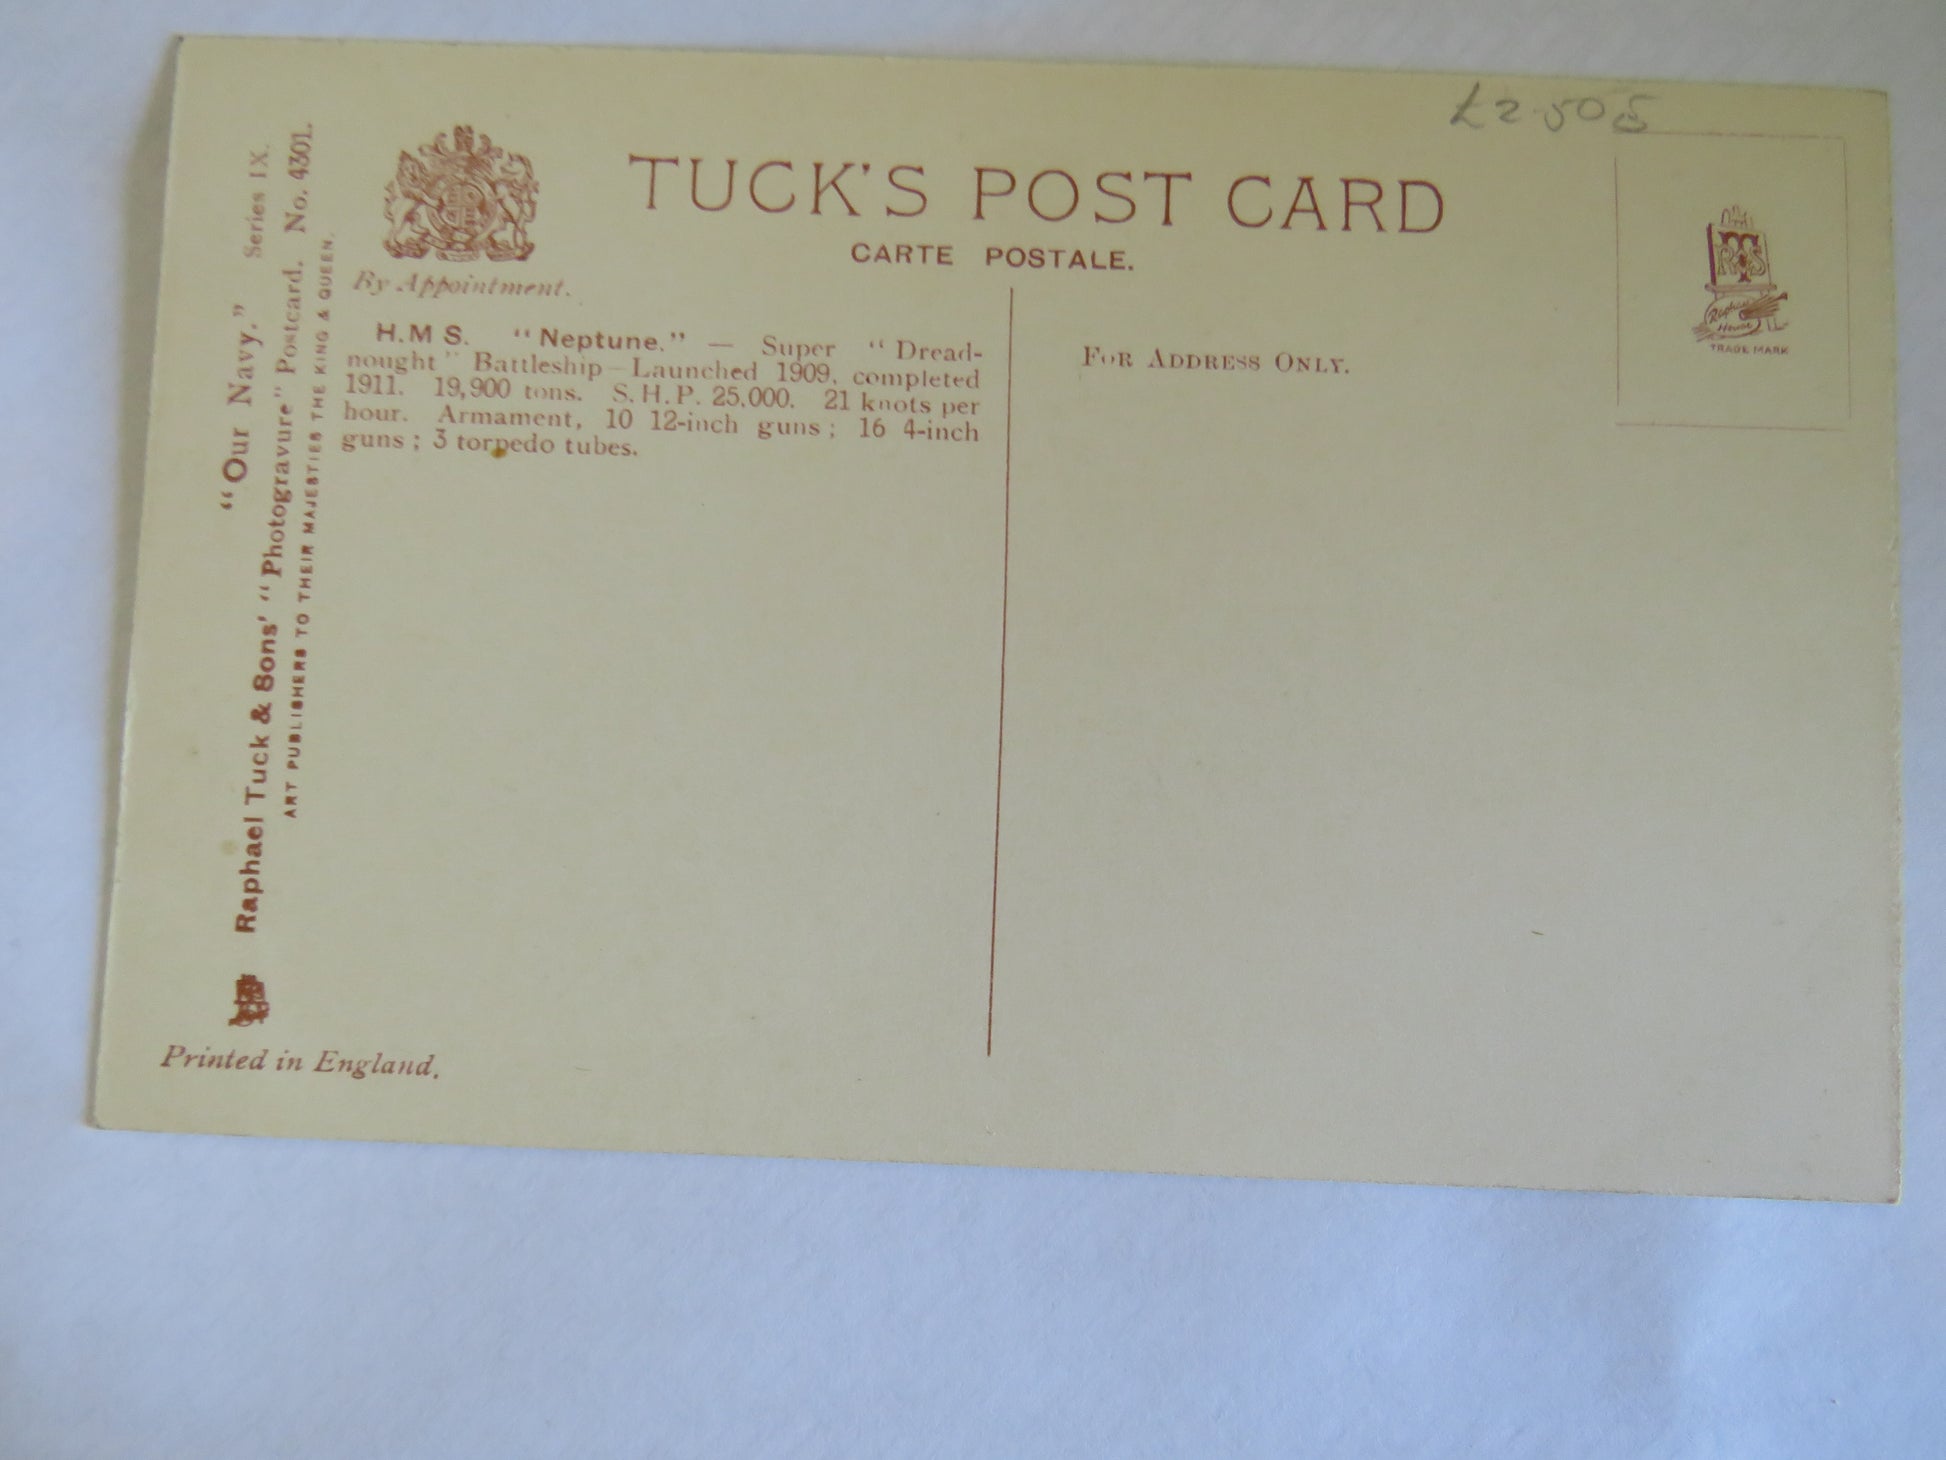 £2.50
TUCK'S POST CARD
CARTE POSTALE.
By Appointment.
H.M S. "Neptune." — Super "Dread-
nought" Battleship—Launched 1909, completed
1911. 19,900 tons. S.H.P. 25,000. 21 knots per
hour. Armament, 10 12-inch guns; 16 4-inch
guns; 3 torpedo tubes.
FOR ADDRESS ONLY.
RTS
Raphael
House
TRADE MARK
"Our Navy." Series IX.
Raphael Tuck & Sons' "Photogravure" Postcard. No. 4301.
ART PUBLISHERS TO THEIR MAJESTIES THE KING & QUEEN.
Printed in England.